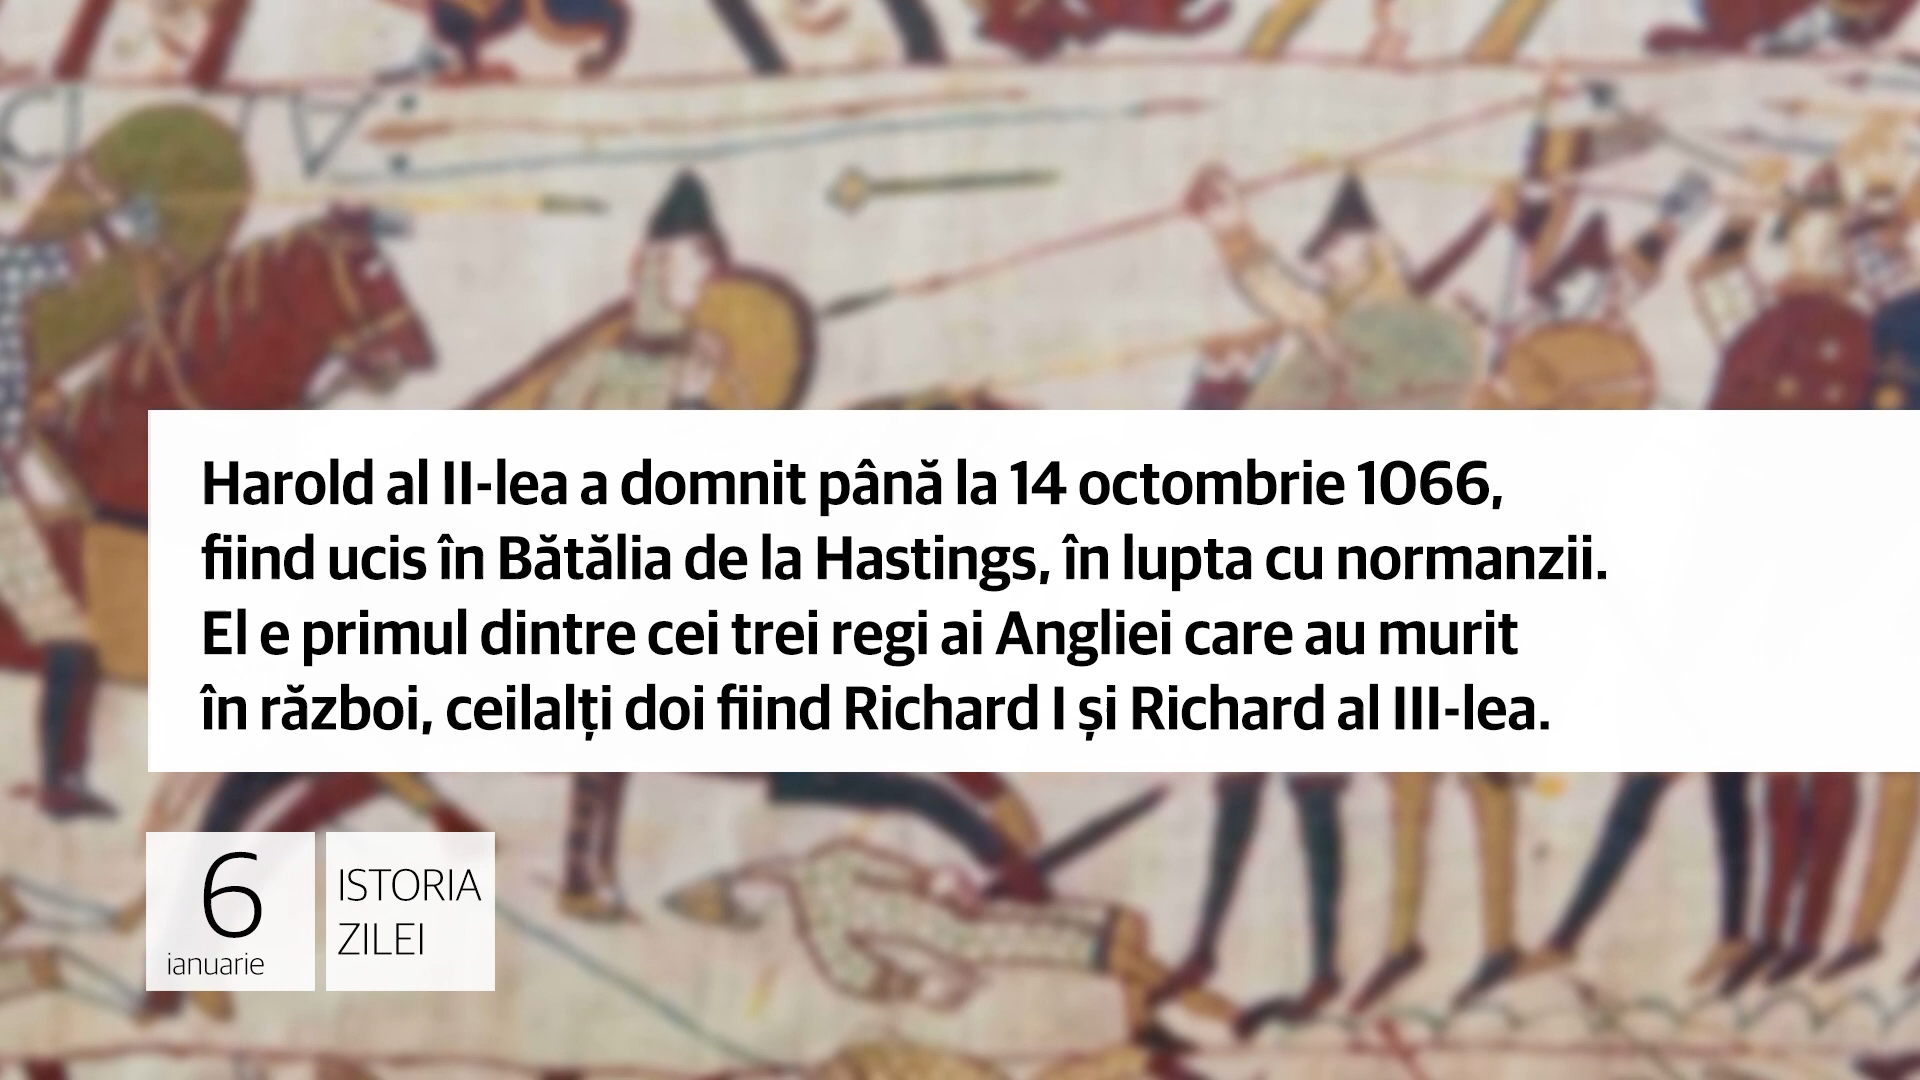 Harold al II-lea a domnit până la 14 octombrie 1066,
fiind ucis în Bătălia de la Hastings, în lupta cu normanzii.
El e primul dintre cei trei regi ai Angliei care au murit
în război, ceilalți doi fiind Richard I și Richard al III-lea.
6
ianuarie
ISTORIA
ZILEI